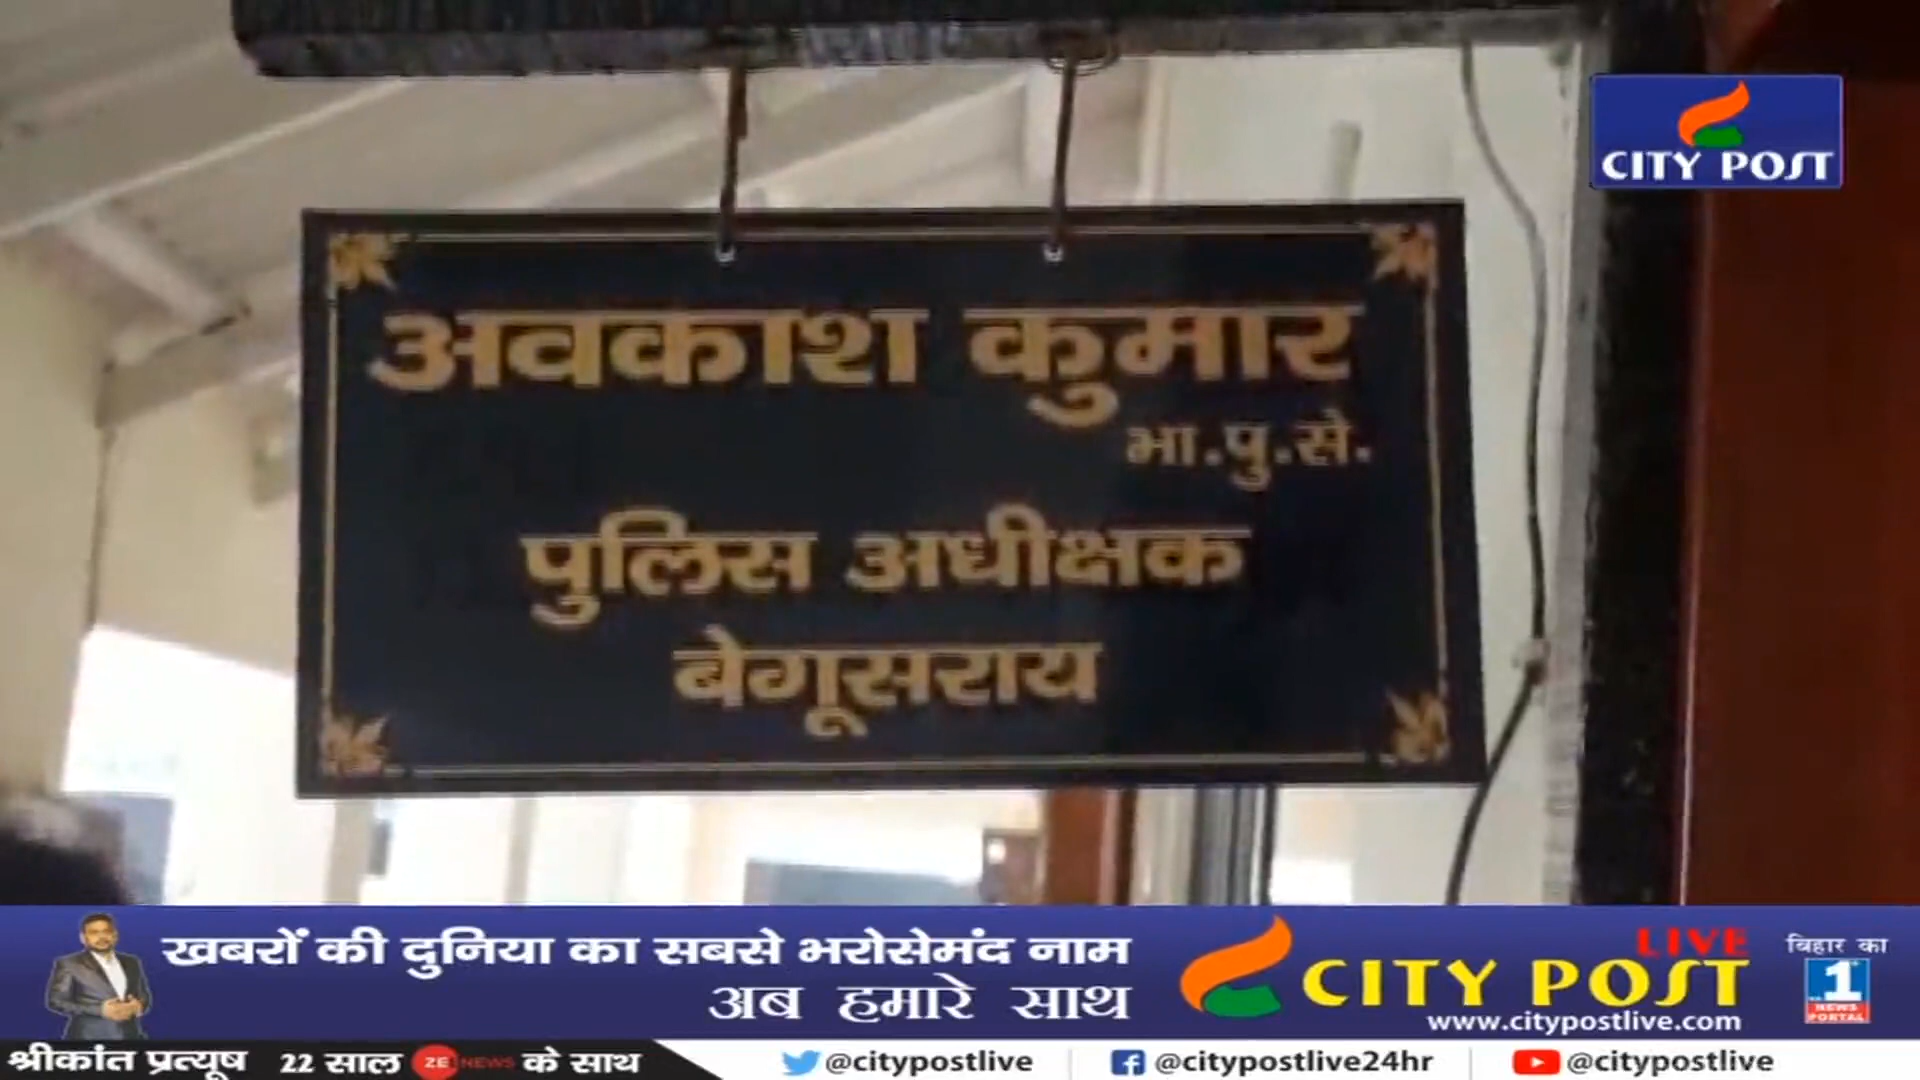 CITY POST
अवकाश कुमार
भा.पु.से.
पुलिस अधीक्षक
बेगूसराय
खबरों की दुनिया का सबसे भरोसेमंद नाम
अब हमारे साथ
LIVE
CITY POST
www.citypostlive.com
बिहार का
1
NEWS
PORTAL
श्रीकांत प्रत्यूष 22 साल ZEE NEWS के साथ
@citypostlive
@citypostlive24hr
@citypostlive